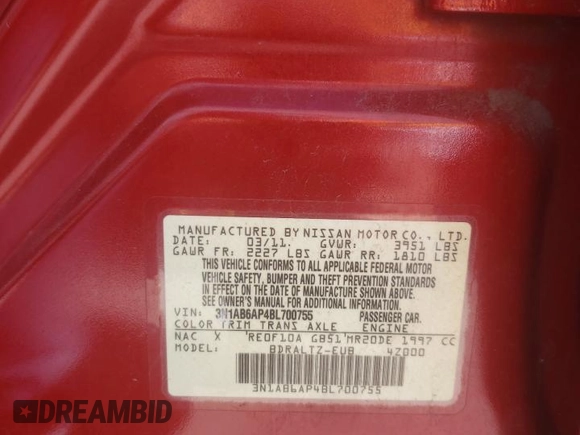 MANUFACTURED BY NISSAN MOTOR CO., LTD.
DATE: 03/11. GVWR: 3951 LBS
GAWR FR: 2227 LBS GAWR RR: 1810 LBS
THIS VEHICLE CONFORMS TO ALL APPLICABLE FEDERAL MOTOR
VEHICLE SAFETY, BUMPER AND THEFT PREVENTION STANDARDS
IN EFFECT ON THE DATE OF MANUFACTURE SHOWN ABOVE.
SEE OWNER'S MANUAL FOR ADDITIONAL INFORMATION.
VIN: 3N1AB6AP4BL700755 PASSENGER CAR.
COLOR TRIM TRANS AXLE ENGINE
NAC X REOF10A GB51 MR20DE 1997 CC
MODEL: BDRALTZ-EUB 4Z000
3N1AB6AP4BL700755
DREAMBID